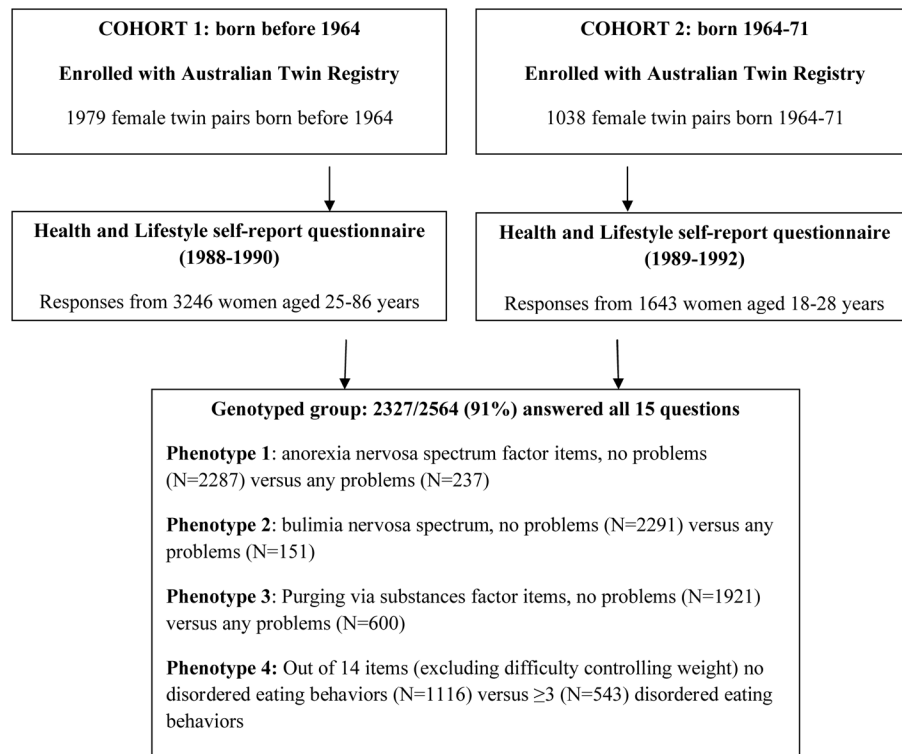 COHORT 1: born before 1964
Enrolled with Australian Twin Registry
1979 female twin pairs born before 1964
COHORT 2: born 1964-71
Enrolled with Australian Twin Registry
1038 female twin pairs born 1964-71
Health and Lifestyle self-report questionnaire
(1988-1990)
Responses from 3246 women aged 25-86 years
Health and Lifestyle self-report questionnaire
(1989-1992)
Responses from 1643 women aged 18-28 years
Genotyped group: 2327/2564 (91%) answered all 15 questions
Phenotype 1: anorexia nervosa spectrum factor items, no problems
(N=2287) versus any problems (N=237)
Phenotype 2: bulimia nervosa spectrum, no problems (N=2291) versus any
problems (N=151)
Phenotype 3: Purging via substances factor items, no problems (N=1921)
versus any problems (N=600)
Phenotype 4: Out of 14 items (excluding difficulty controlling weight) no
disordered eating behaviors (N=1116) versus ≥3 (N=543) disordered eating
behaviors